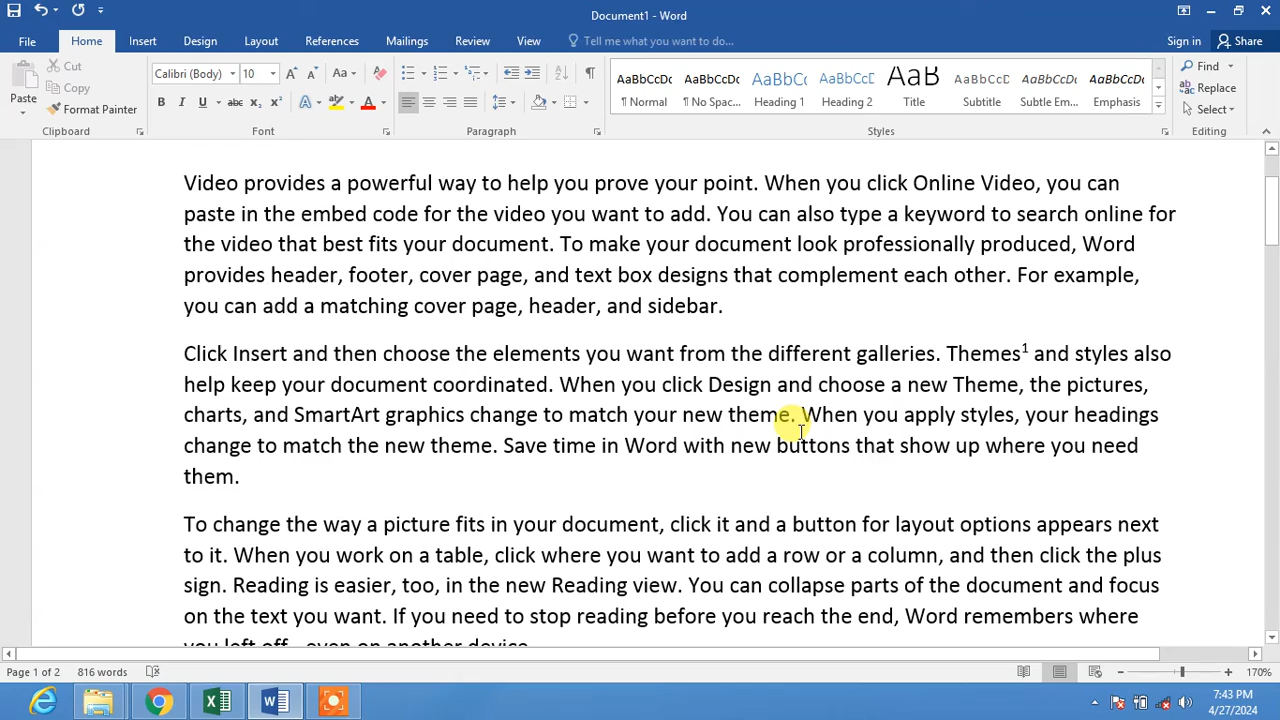 Document1 - Word
File Home Insert Design Layout References Mailings Review View Tell me what you want to do... Sign in Share
Paste
Cut
Copy
Format Painter
Clipboard
Calibri (Body) 10
Font
Paragraph
AaBbCcDc AaBbCcDc AaBbCc AaBbCcD AaB AaBbCcD AaBbCcDc AaBbCcDc
¶ Normal ¶ No Spac... Heading Heading 2 Title Subtitle Subtle Em... Emphasis
Styles
Find
Replace
Select
Editing
Video provides a powerful way to help you prove your point. When you click Online Video, you can
paste in the embed code for the video you want to add. You can also type a keyword to search online for
the video that best fits your document. To make your document look professionally produced, Word
provides header, footer, cover page, and text box designs that complement each other. For example,
you can add a matching cover page, header, and sidebar.
Click Insert and then choose the elements you want from the different galleries. Themes¹ and styles also
help keep your document coordinated. When you click Design and choose a new Theme, the pictures,
charts, and SmartArt graphics change to match your new theme. When you apply styles, your headings
change to match the new theme. Save time in Word with new buttons that show up where you need
them.
To change the way a picture fits in your document, click it and a button for layout options appears next
to it. When you work on a table, click where you want to add a row or a column, and then click the plus
sign. Reading is easier, too, in the new Reading view. You can collapse parts of the document and focus
on the text you want. If you need to stop reading before you reach the end, Word remembers where
you left off - even on another device.
Page 1 of 2 816 words 170%
7:43 PM
4/27/2024